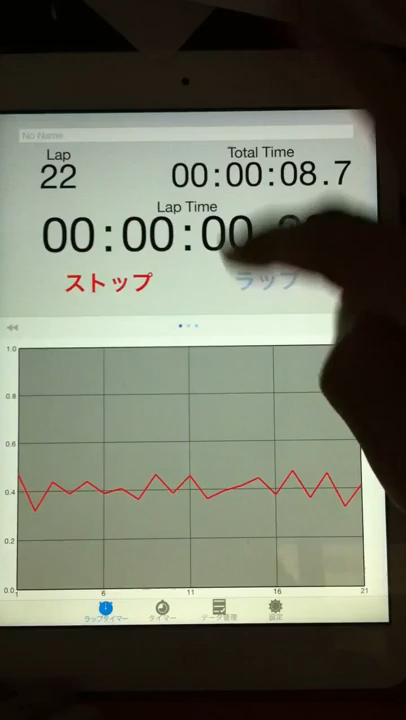 No Name
Lap
Total Time
22
00:00:08.7
Lap Time
00:00:00
ストップ
ラップ
1.0
0.8
0.6
0.4
0.2
0.0
1
6
11
16
21
ラップタイマー
タイマー
データ管理
設定